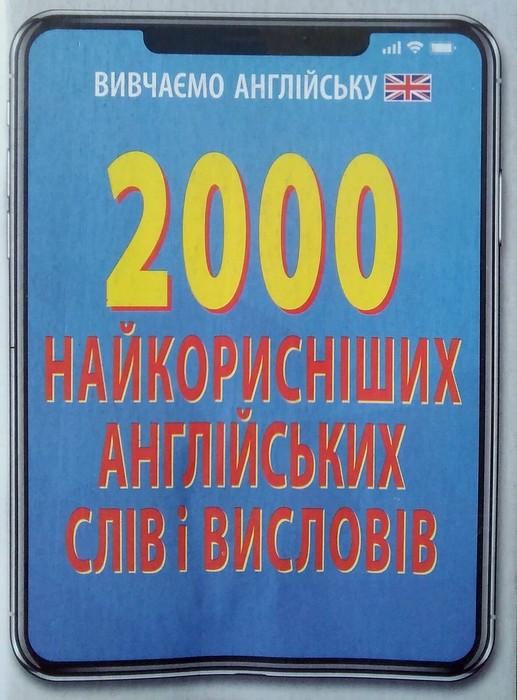 ВИВЧАЄМО АНГЛІЙСЬКУ
2000
НАЙКОРИСНІШИХ
АНГЛІЙСЬКИХ
СЛІВ і ВИСЛОВІВ